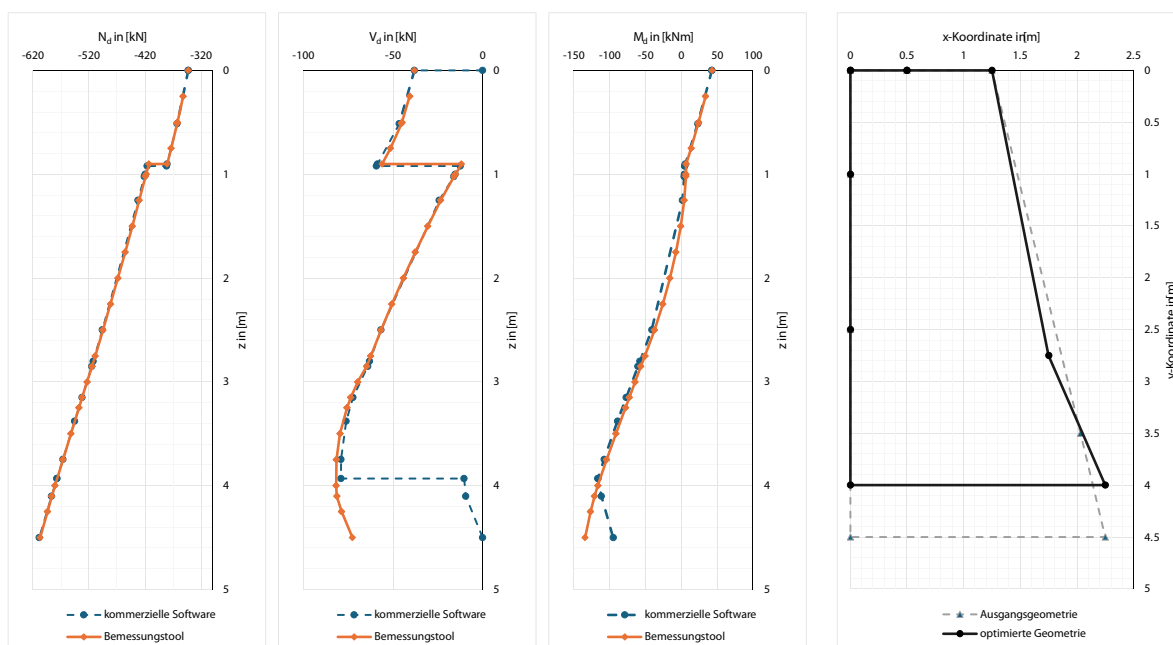 N_d in [kN]
-620 -520 -420 -320
0
1
2
3
4
5
z in [m]
kommerzielle Software
Bemessungstool
V_d in [kN]
-100 -50 0
0
1
2
3
4
5
z in [m]
kommerzielle Software
Bemessungstool
M_d in [kNm]
-150 -100 -50 0 50 100
0
1
2
3
4
5
z in [m]
kommerzielle Software
Bemessungstool
x-Koordinate in [m]
0 0.5 1 1.5 2 2.5
0
0.5
1
1.5
2
2.5
3
3.5
4
4.5
5
y-Koordinate in [m]
Ausgangsgeometrie
optimierte Geometrie